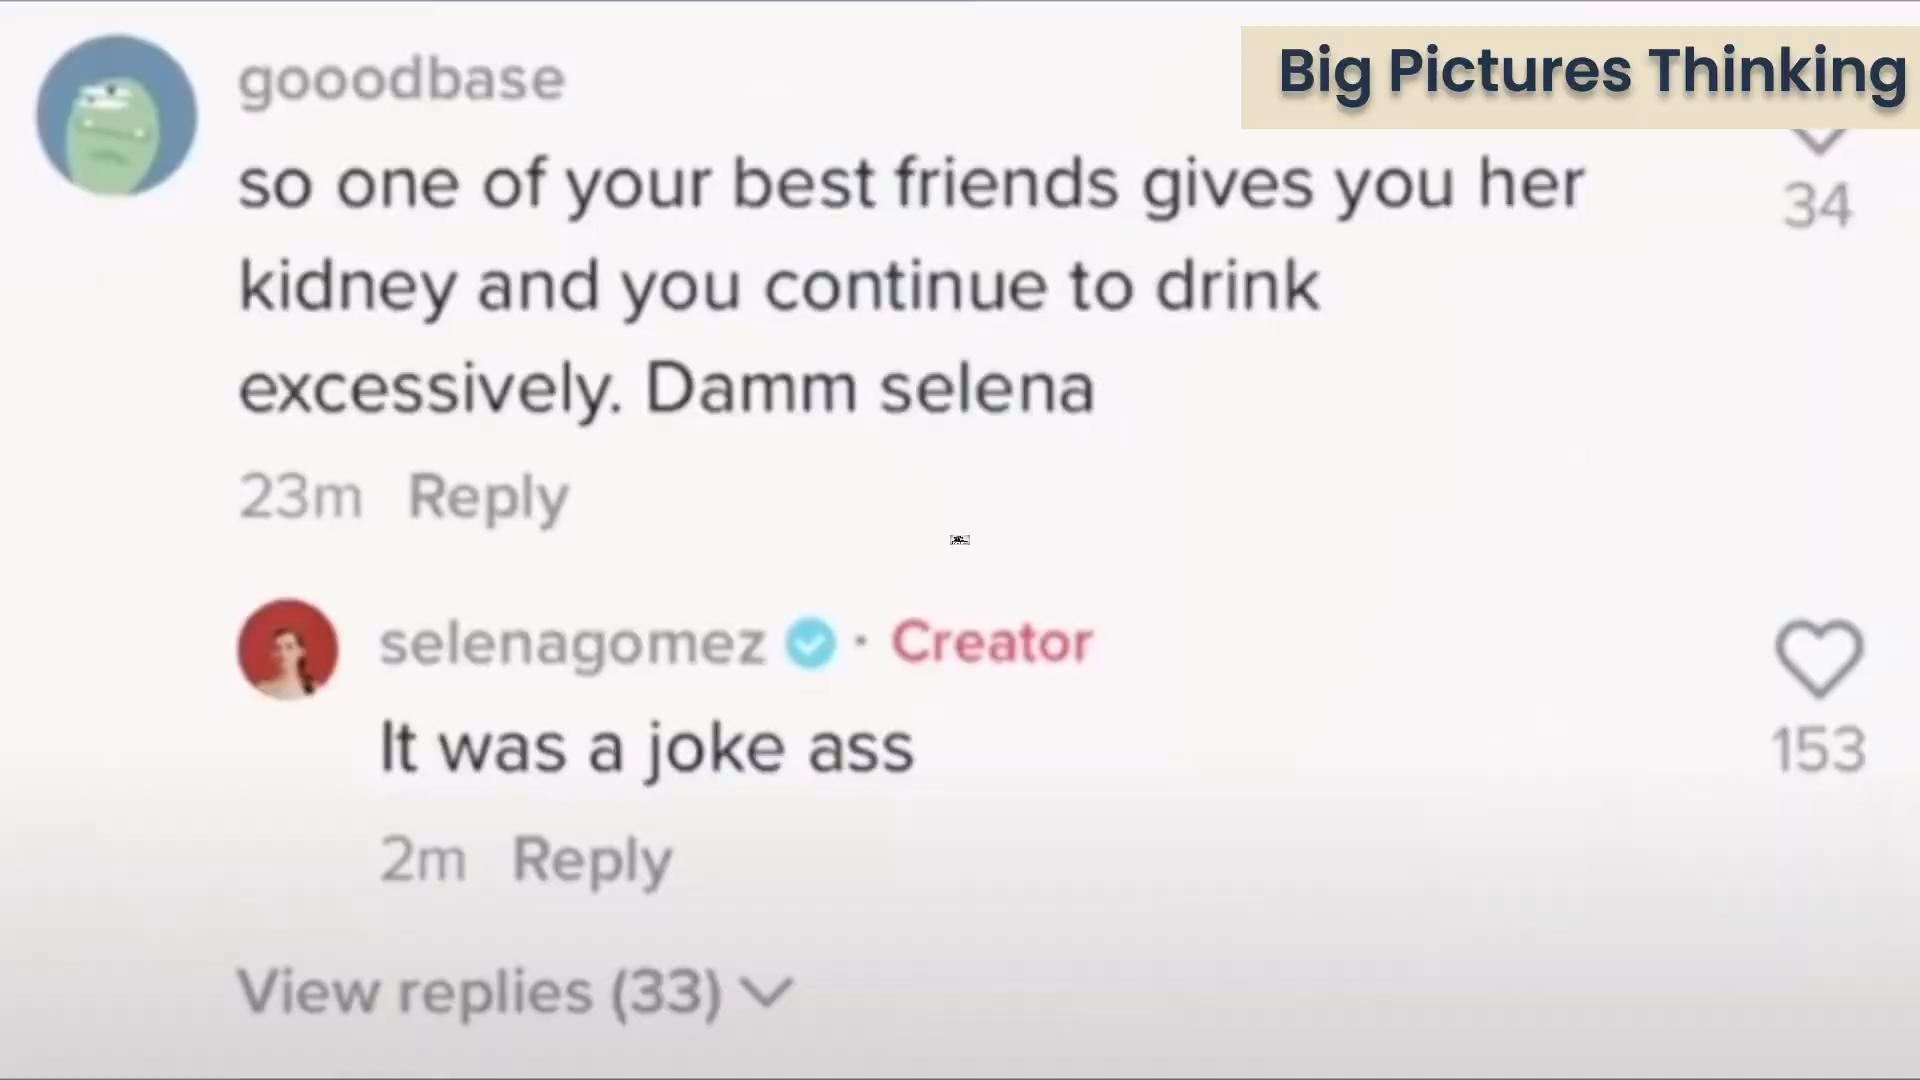 Big Pictures Thinking
gooodbase
so one of your best friends gives you her
34
kidney and you continue to drink
excessively. Damm selena
23m Reply
selenagomez · Creator
It was a joke ass
153
2m Reply
View replies (33)